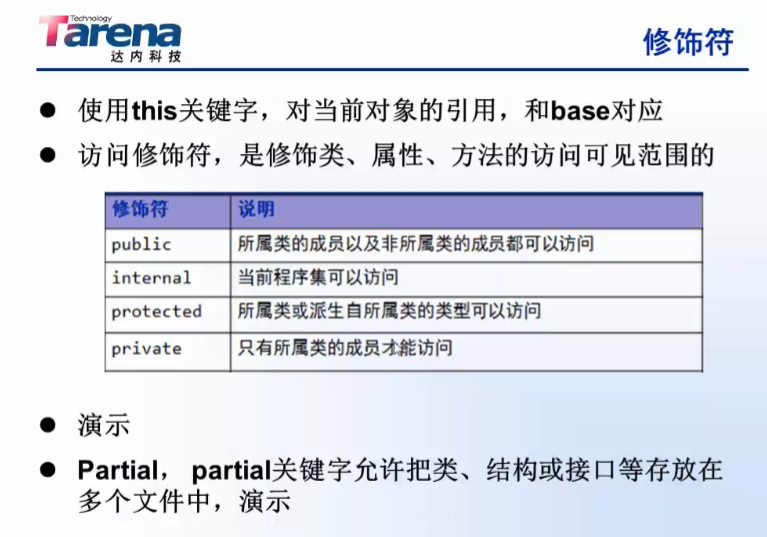 Technology
Tarena
达内科技
修饰符
● 使用this关键字，对当前对象的引用，和base对应
● 访问修饰符，是修饰类、属性、方法的访问可见范围的
修饰符 说明
public 所属类的成员以及非所属类的成员都可以访问
internal 当前程序集可以访问
protected 所属类或派生自所属类的类型可以访问
private 只有所属类的成员才能访问
● 演示
● Partial， partial关键字允许把类、结构或接口等存放在
多个文件中，演示